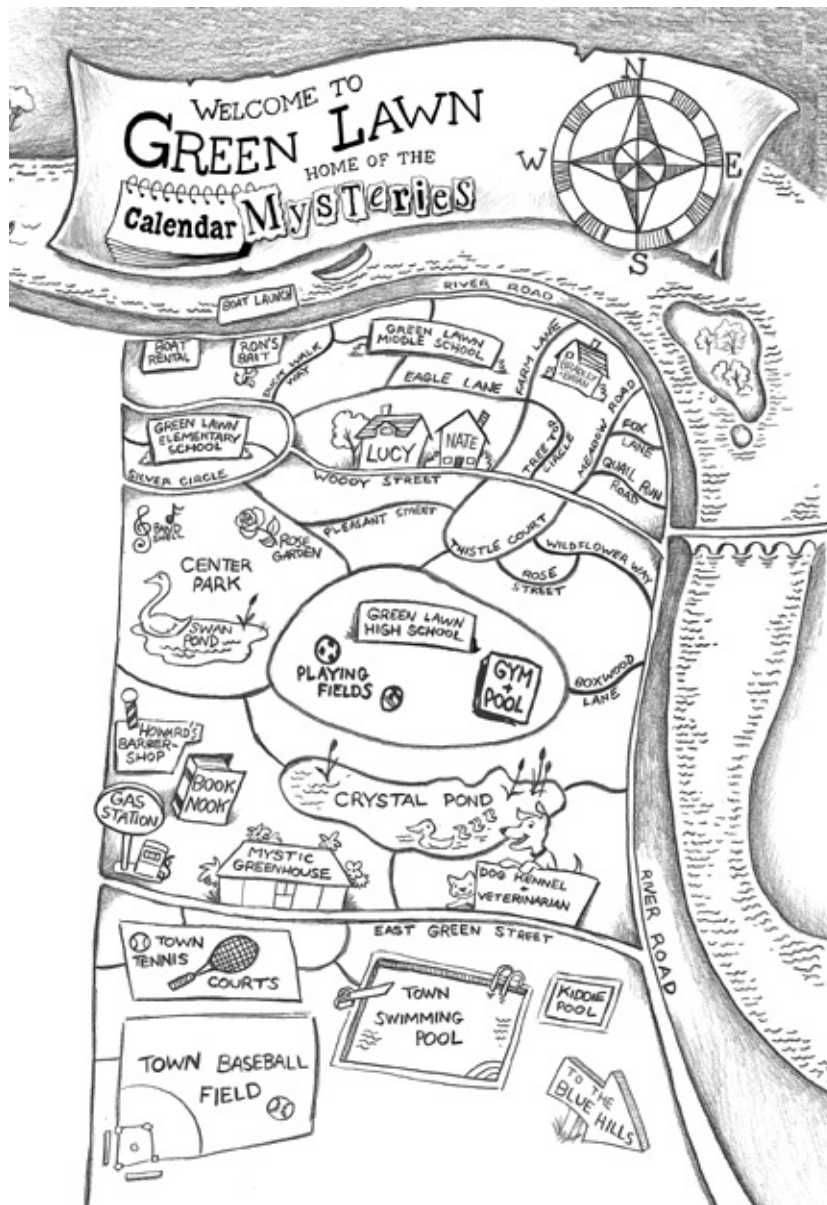 WELCOME TO
GREEN LAWN
HOME OF THE
Calendar Mysteries
N
W
E
S
BOAT LAUNCH
RIVER ROAD
BOAT RENTAL
RON'S BAIT
DUCK WALK WAY
GREEN LAWN
MIDDLE SCHOOL
EAGLE LANE
FARM LANE
BRADLEY
BRIAN
MEADOW ROAD
FOX
LANE
QUAIL RUN
ROAD
GREEN LAWN
ELEMENTARY
SCHOOL
SILVER CIRCLE
LUCY
NATE
TREE TOP
CIRCLE
WOODY STREET
PLEASANT STREET
THISTLE COURT
WILDFLOWER WAY
ROSE
STREET
BAND
SHELL
ROSE
GARDEN
CENTER
PARK
SWAN
POND
GREEN LAWN
HIGH SCHOOL
PLAYING
FIELDS
GYM
+
POOL
BOXWOOD
LANE
HOWARD'S
BARBER-
SHOP
BOOK
NOOK
GAS
STATION
CRYSTAL POND
MYSTIC
GREENHOUSE
DOG KENNEL
+
VETERINARIAN
RIVER ROAD
EAST GREEN STREET
TOWN
TENNIS
COURTS
TOWN
SWIMMING
POOL
KIDDIE
POOL
TOWN BASEBALL
FIELD
TO THE
BLUE HILLS